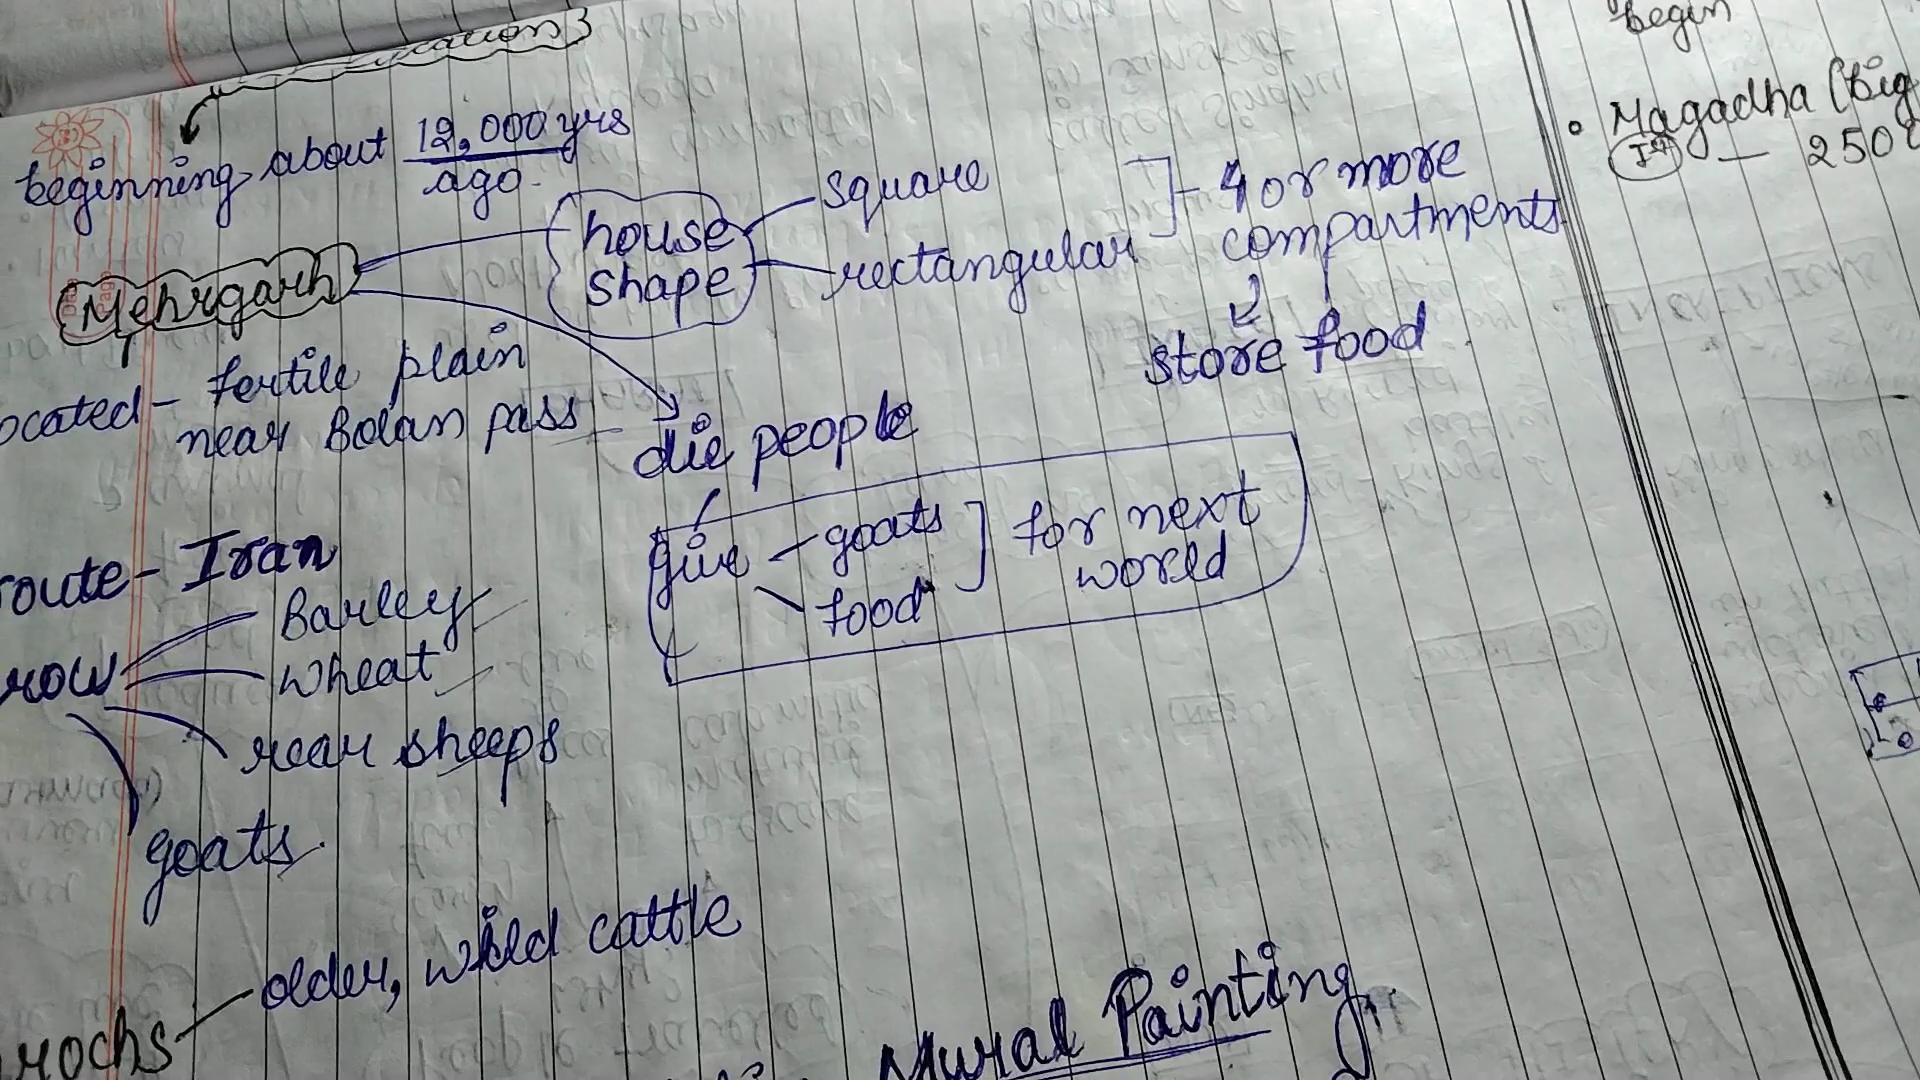 beginning about 12,000 yrs
ago.
Mehrgarh
house
shape
square
rectangular
4 or more
compartments
store food
located - fertile plain
near Bolan pass
die people
give - goats
food
for next
world
route - Iran
row
Barley
wheat
rear sheeps
goats.
older, wild cattle
rochs
Mural Painting
begin
• Magadha (big
Ist — 250